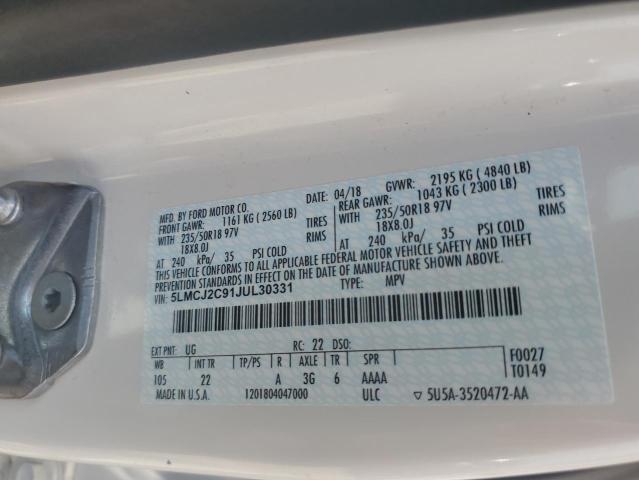 MFD. BY FORD MOTOR CO. DATE: 04/18 GVWR: 2195 KG ( 4840 LB)
FRONT GAWR: 1161 KG ( 2560 LB) REAR GAWR: 1043 KG ( 2300 LB)
WITH 235/50R18 97V TIRES WITH 235/50R18 97V TIRES
18X8.0J RIMS 18X8.0J RIMS
AT 240 kPa/ 35 PSI COLD AT 240 kPa/ 35 PSI COLD
THIS VEHICLE CONFORMS TO ALL APPLICABLE FEDERAL MOTOR VEHICLE SAFETY AND THEFT
PREVENTION STANDARDS IN EFFECT ON THE DATE OF MANUFACTURE SHOWN ABOVE.
VIN: 5LMCJ2C91JUL30331 TYPE: MPV
EXT PNT: UG RC: 22 DSO:
WB INT TR TP/PS R AXLE TR SPR F0027
105 22 A 3G 6 AAAA T0149
MADE IN U.S.A. 1201804047000 ULC 5U5A-3520472-AA